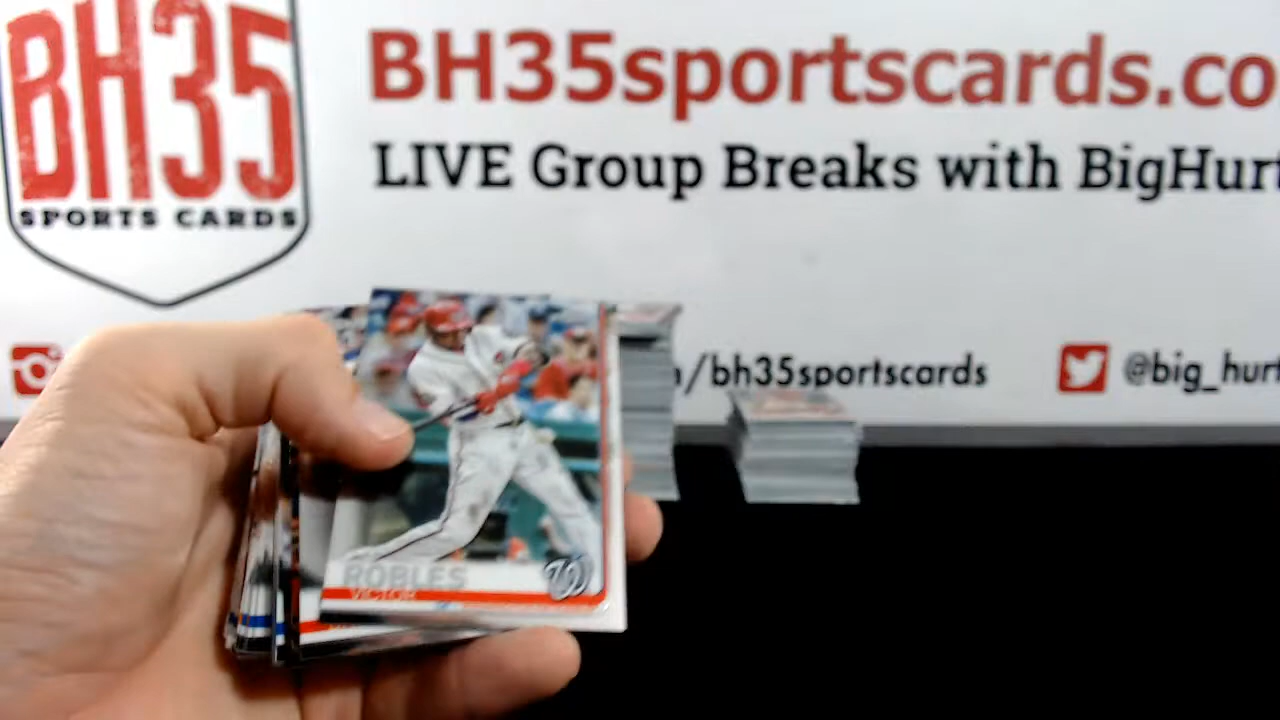 BH35
SPORTS CARDS
BH35sportscards.co
LIVE Group Breaks with BigHurt
/bh35sportscards
@big_hurt
ROBLES
VICTOR
W